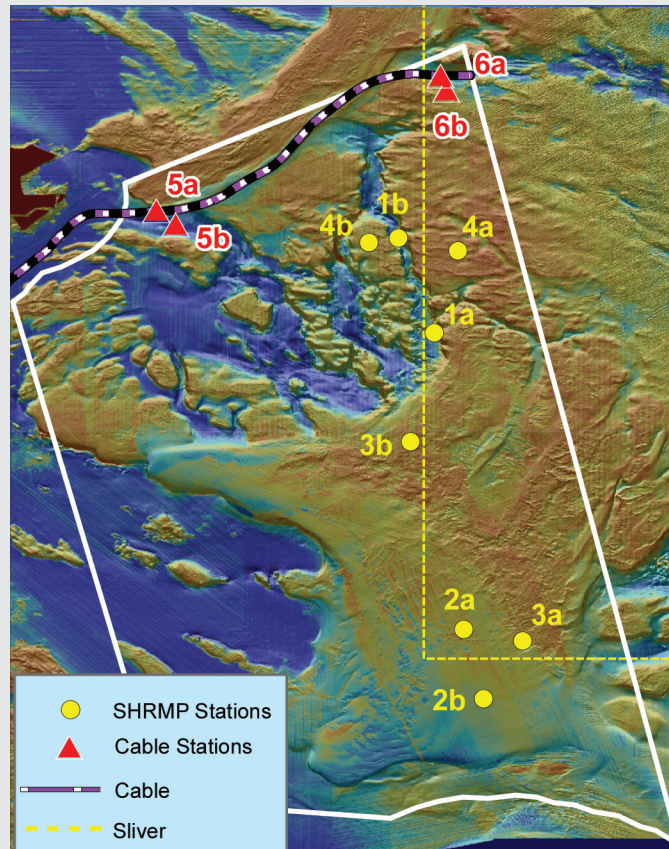 6a
6b
5a
5b
4b
1b
4a
1a
3b
2a
3a
2b
SHRMP Stations
Cable Stations
Cable
Sliver